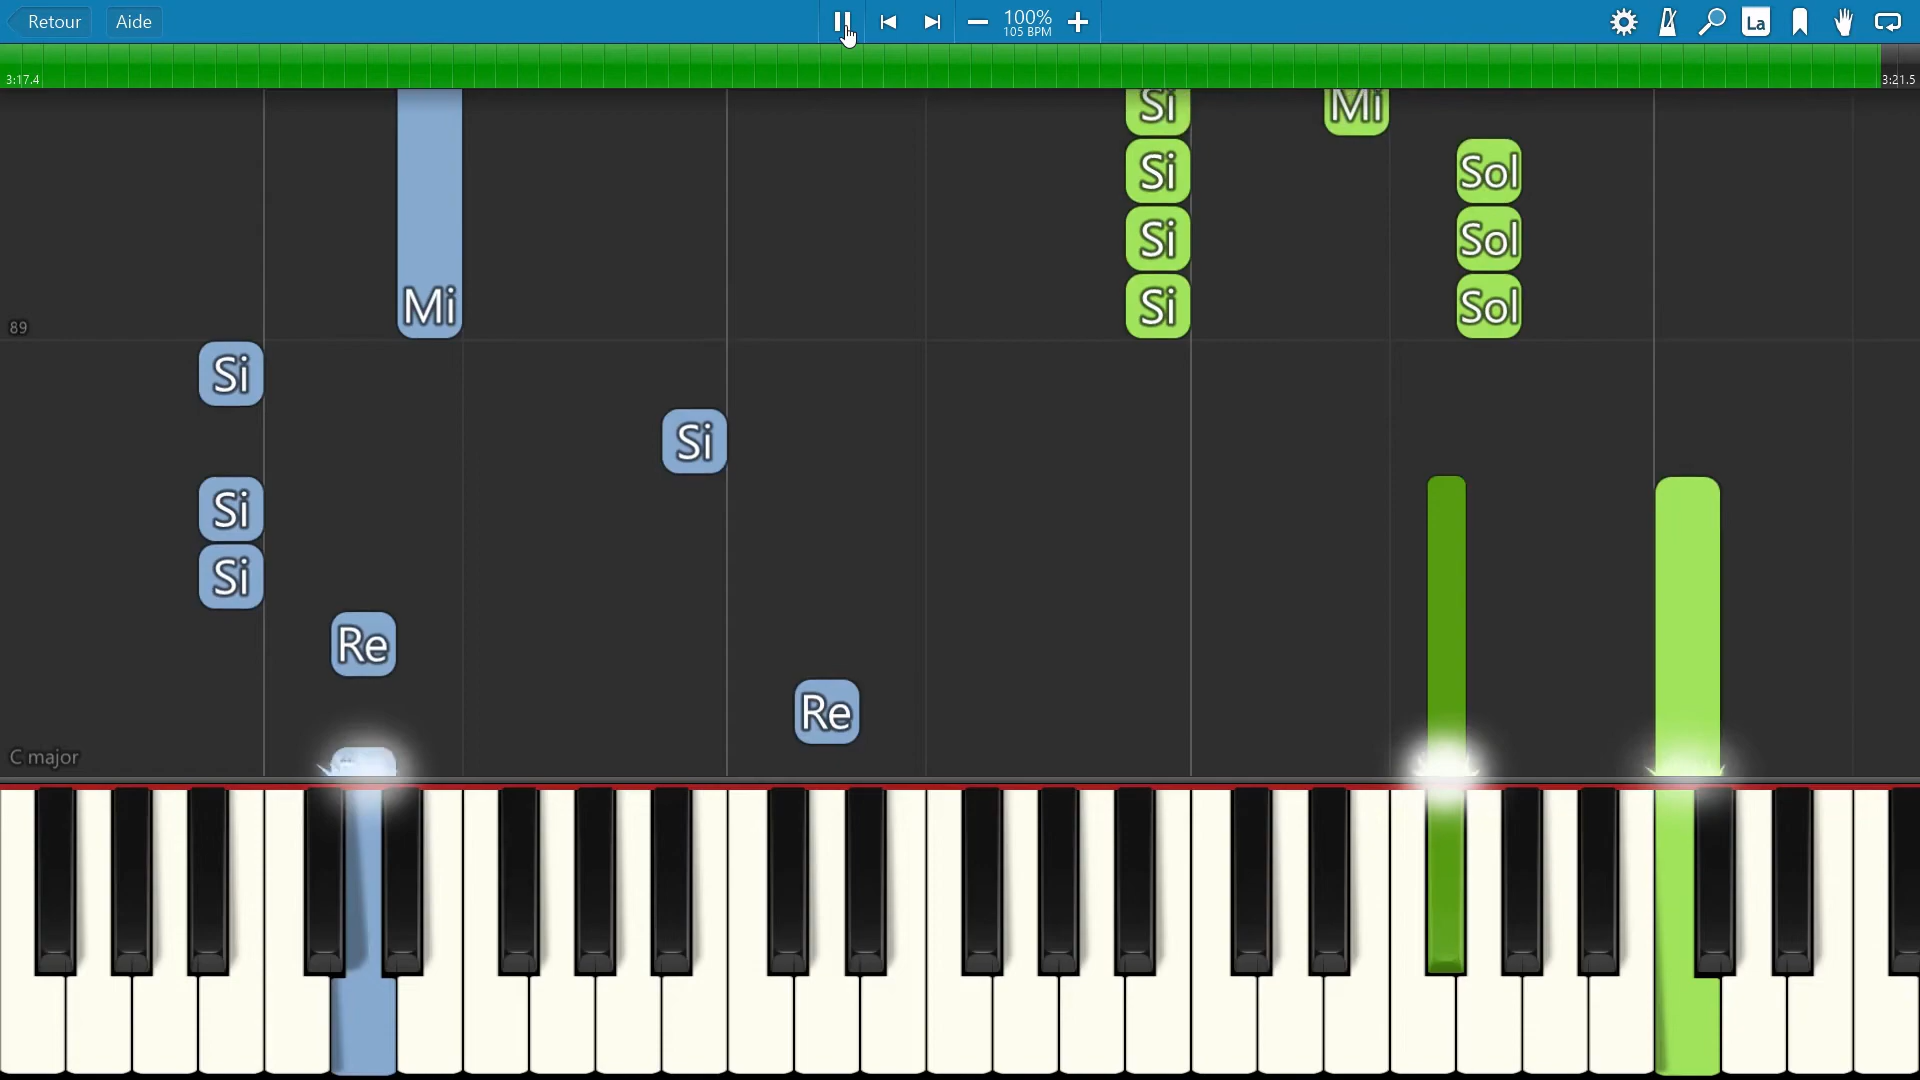 Retour Aide 100% La
105 BPM
3:17.4 3:21.5
Si Mi
Si Sol
Si Sol
Mi Si Sol
89
Si
Si
Si
Si
Re
Re
C major